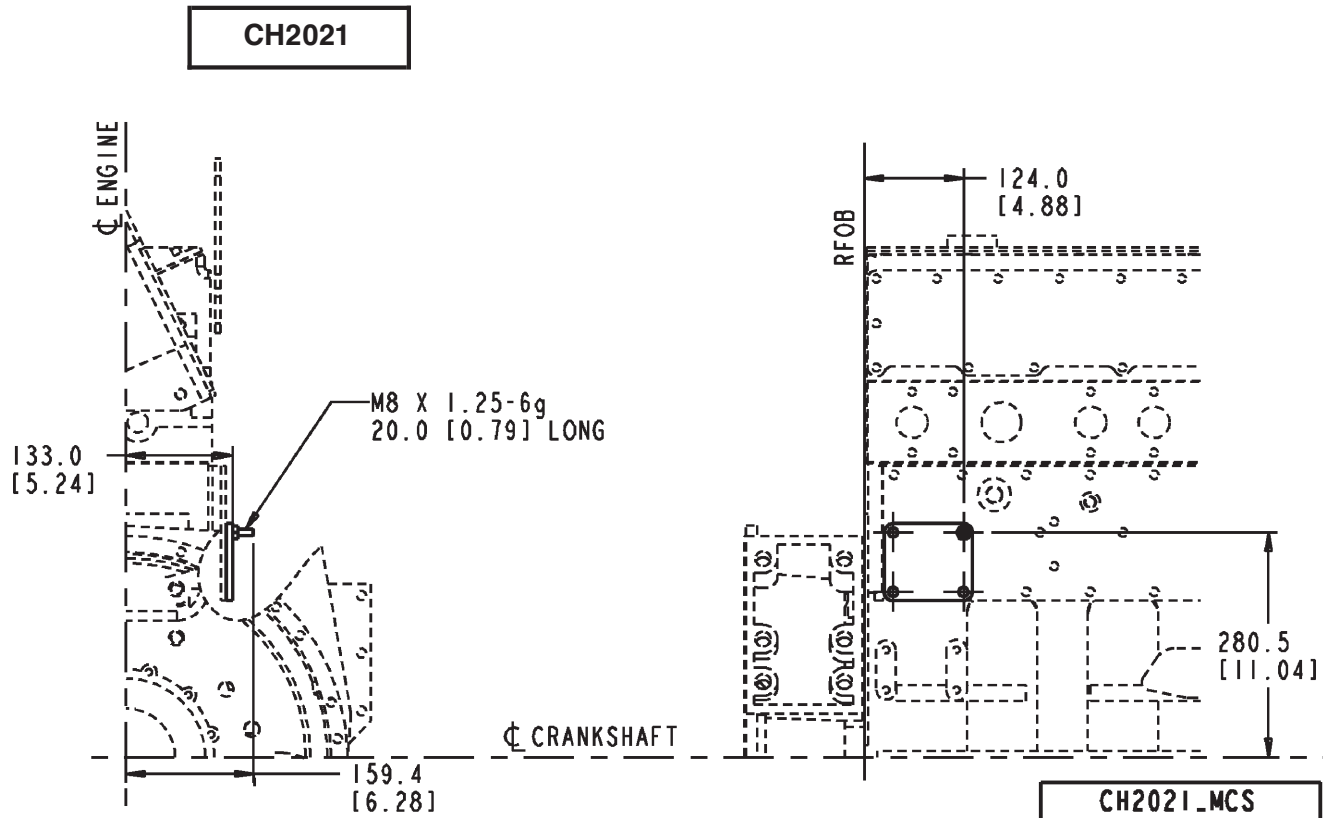 CH2021
℄ ENGINE
124.0
[4.88]
RFOB
M8 X 1.25-6g
20.0 [0.79] LONG
133.0
[5.24]
280.5
[11.04]
℄ CRANKSHAFT
159.4
[6.28]
CH2021_MCS